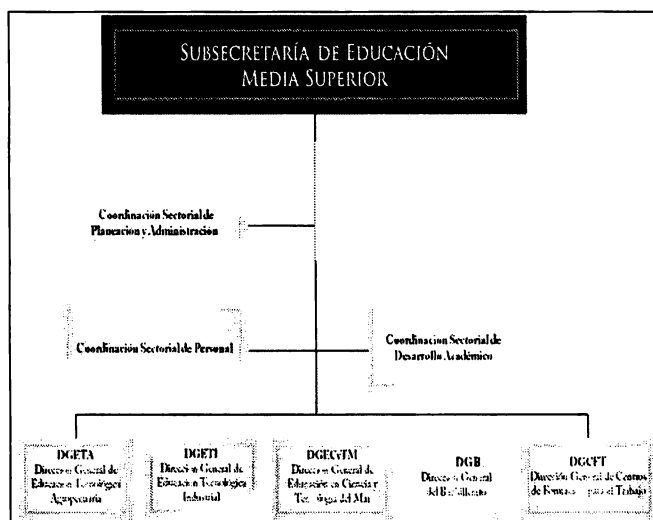 SUBSECRETARÍA DE EDUCACIÓN
MEDIA SUPERIOR
Coordinación Sectorial de
Planeación y Administración
Coordinación Sectorial de Personal
Coordinación Sectorial de
Desarrollo Académico
DGETA
Dirección General de
Educación Tecnológica
Agropecuaria
DGETI
Dirección General de
Educación Tecnológica
Industrial
DGECyTM
Dirección General de
Educación en Ciencia y
Tecnología del Mar
DGB
Dirección General
del Bachillerato
DGCFT
Dirección General de Centros
de para el Trabajo